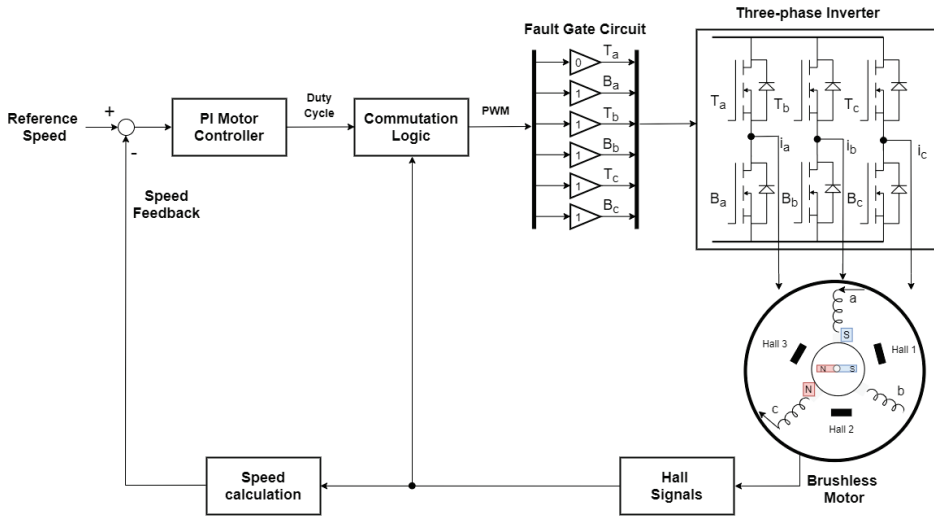 Three-phase Inverter
Fault Gate Circuit
Reference
Speed
+
-
PI Motor
Controller
Duty
Cycle
Commutation
Logic
PWM
0
Ta
1
Ba
1
Tb
1
Bb
1
Tc
1
Bc
Ta
Tb
Tc
ia
ib
ic
Ba
Bb
Bc
Speed
Feedback
a
S
Hall 3
Hall 1
N
S
N
b
c
Hall 2
Speed
calculation
Hall
Signals
Brushless
Motor